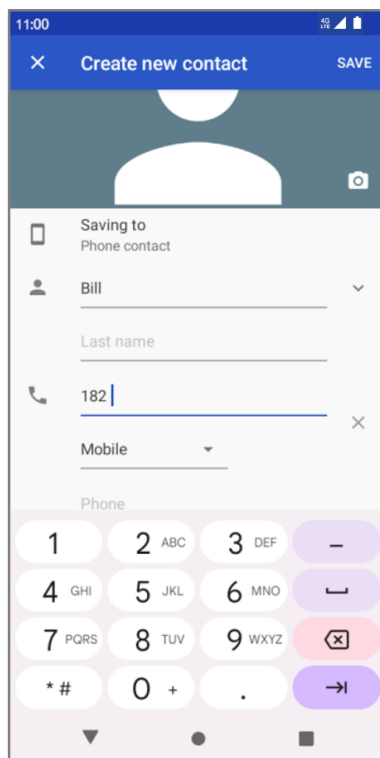 11:00 4G LTE
Create new contact SAVE
Saving to
Phone contact
Bill
Last name
182
Mobile
Phone
1 2 ABC 3 DEF –
4 GHI 5 JKL 6 MNO
7 PQRS 8 TUV 9 WXYZ
* # 0 + .